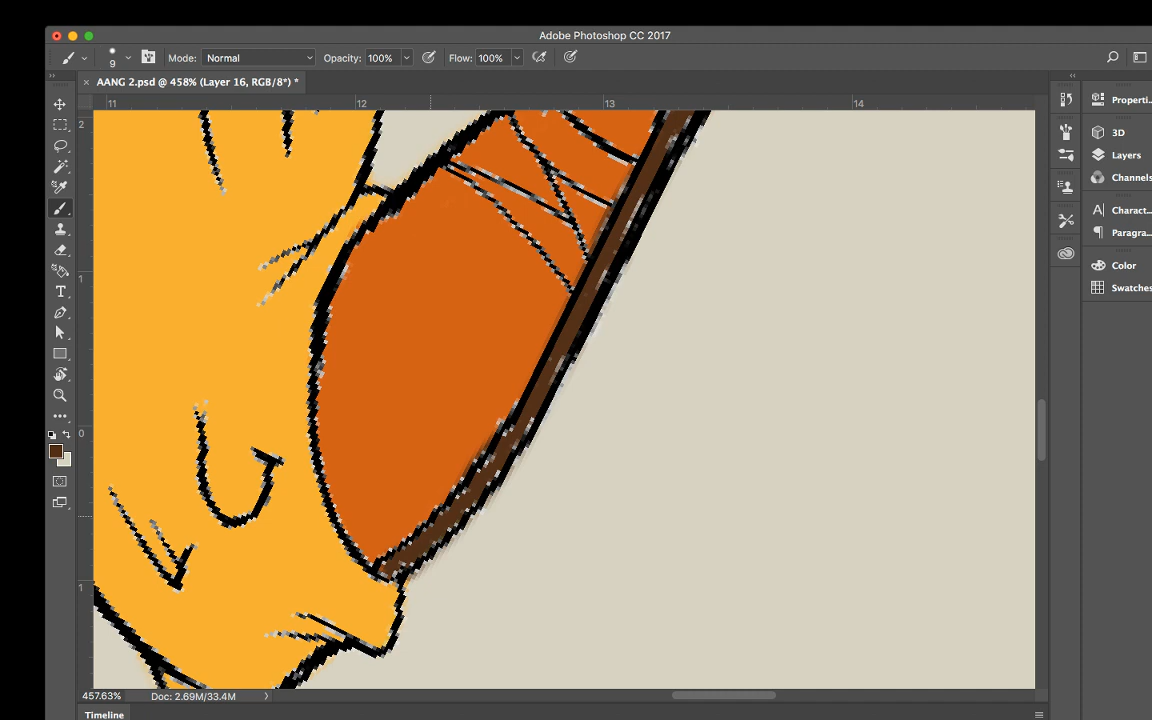 Adobe Photoshop CC 2017
9 Mode: Normal Opacity: 100% Flow: 100%
AANG 2.psd @ 458% (Layer 16, RGB/8*) *
11 12 13 14
2
1
0
1
Properti...
3D
Layers
Channels
Charact...
Paragra...
Color
Swatches
457.63% Doc: 2.69M/33.4M
Timeline